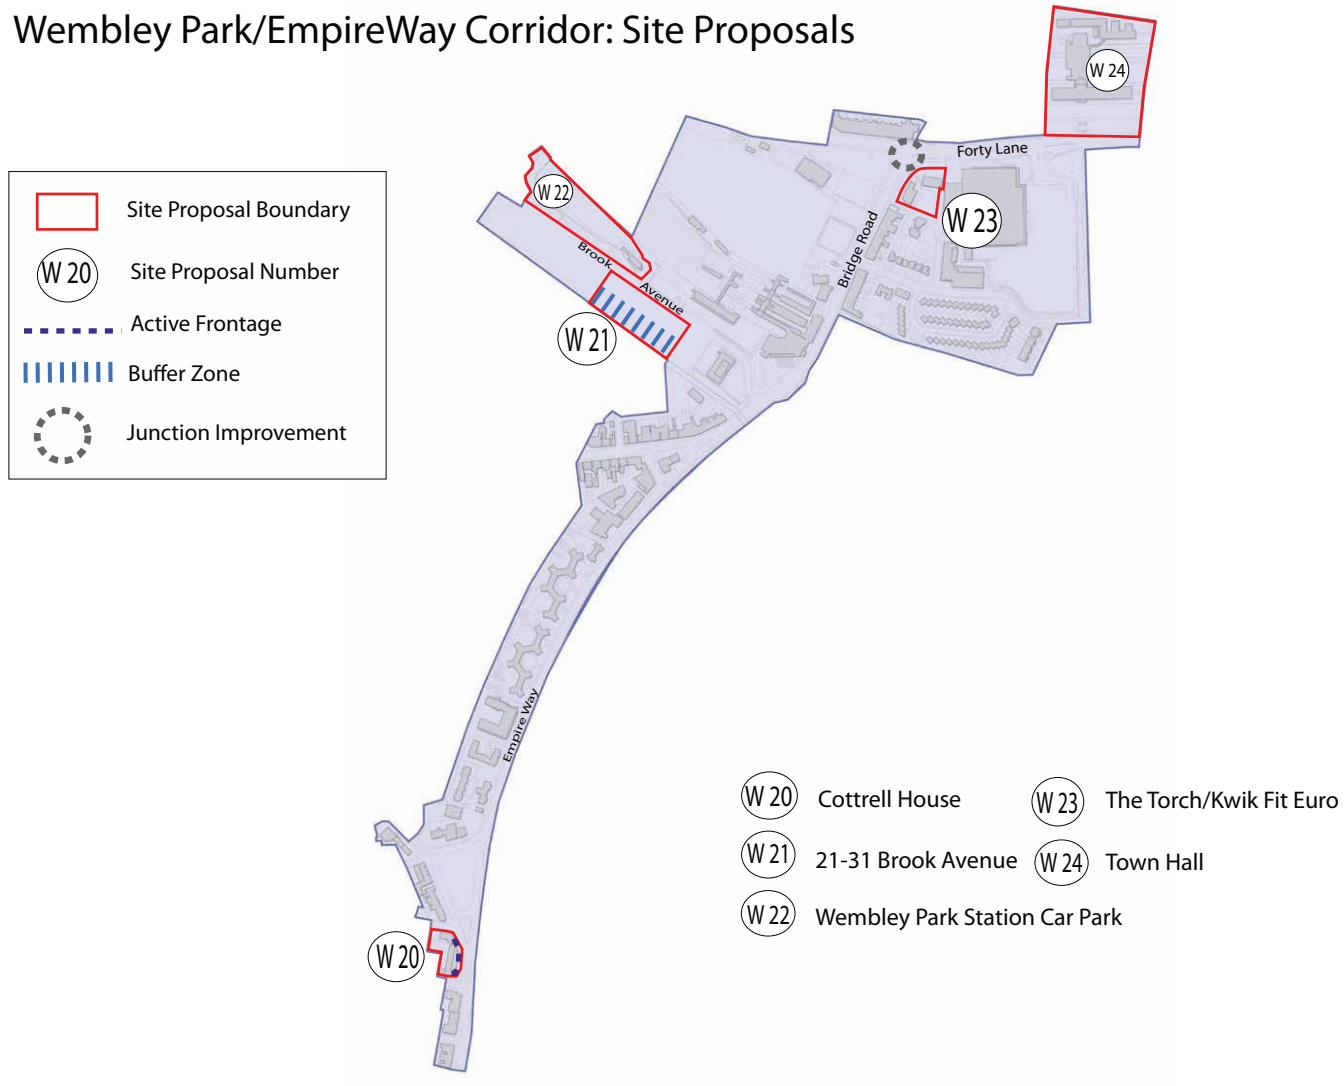 Wembley Park/EmpireWay Corridor: Site Proposals
Site Proposal Boundary
W 20
Site Proposal Number
Active Frontage
Buffer Zone
Junction Improvement
W 24
Forty Lane
W 22
W 23
Bridge Road
Brook
Avenue
W 21
Empire Way
W 20
W 20
Cottrell House
W 21
21-31 Brook Avenue
W 22
Wembley Park Station Car Park
W 23
The Torch/Kwik Fit Euro
W 24
Town Hall